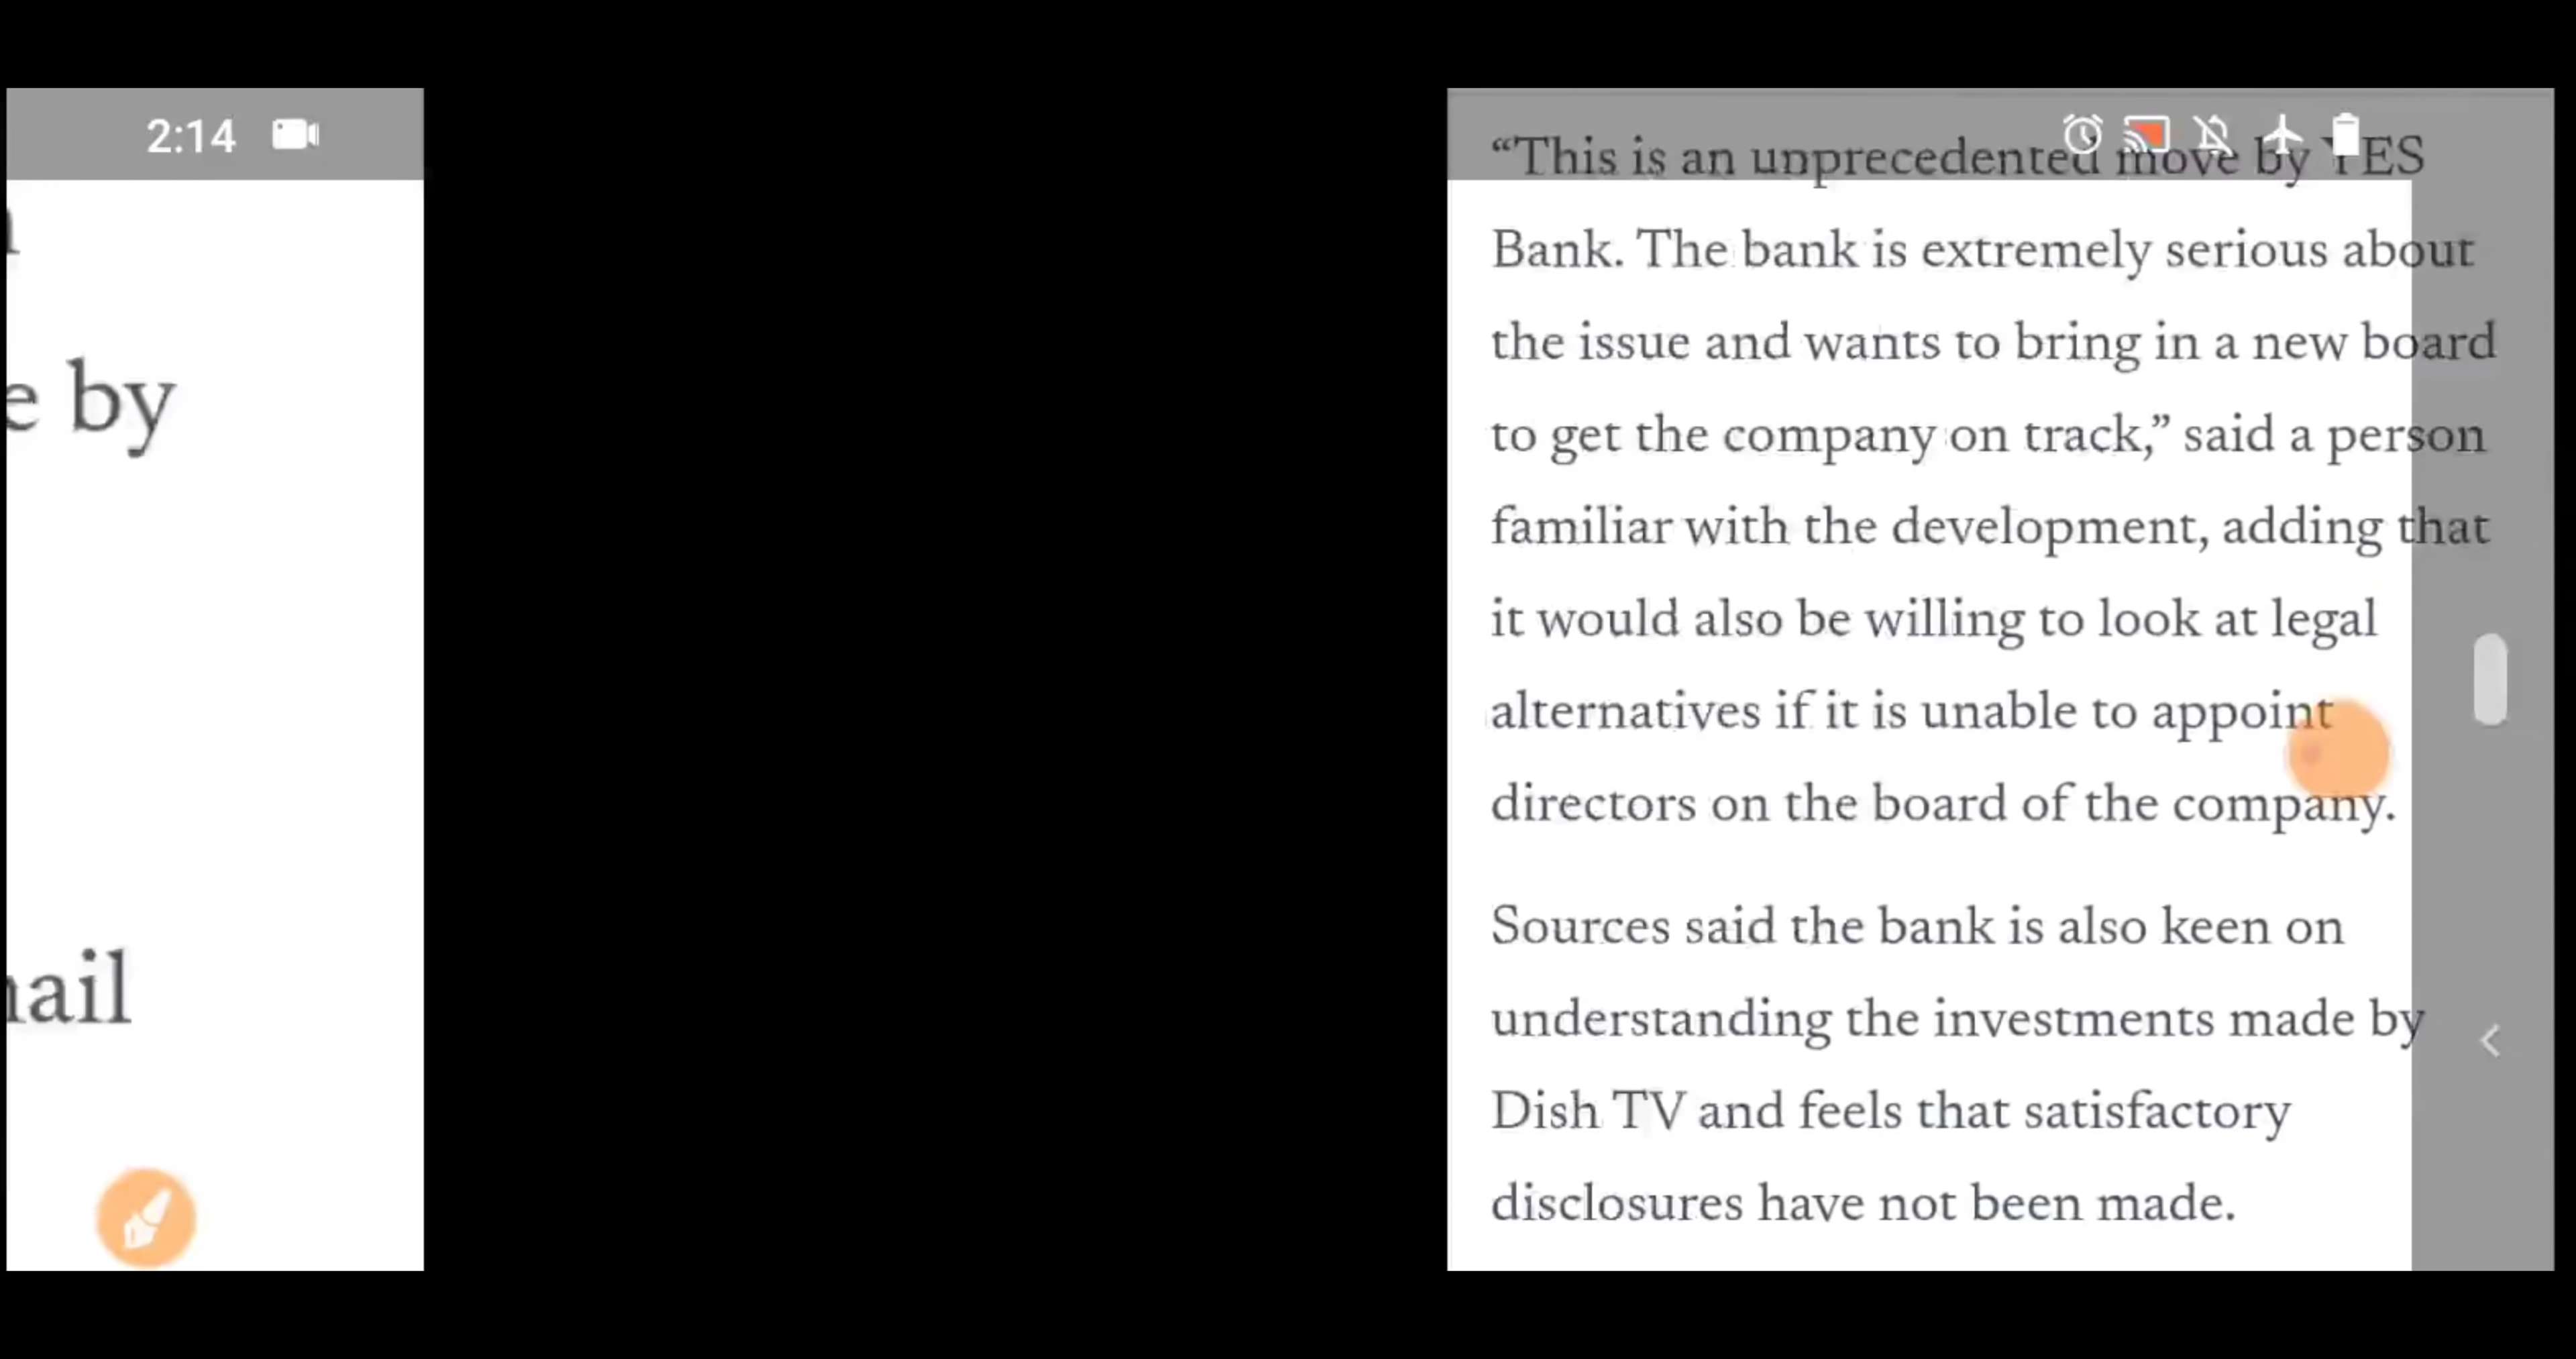 2:14
e by
ail
“This is an unprecedented move by YES
Bank. The bank is extremely serious about
the issue and wants to bring in a new board
to get the company on track,” said a person
familiar with the development, adding that
it would also be willing to look at legal
alternatives if it is unable to appoint
directors on the board of the company.
Sources said the bank is also keen on
understanding the investments made by
Dish TV and feels that satisfactory
disclosures have not been made.